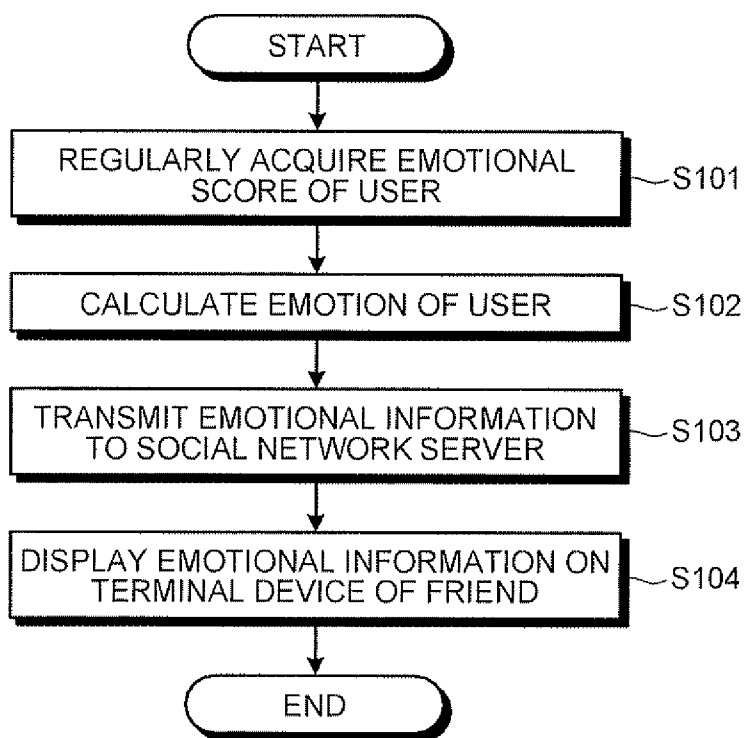 START
REGULARLY ACQUIRE EMOTIONAL
SCORE OF USER
S101
CALCULATE EMOTION OF USER
S102
TRANSMIT EMOTIONAL INFORMATION
TO SOCIAL NETWORK SERVER
S103
DISPLAY EMOTIONAL INFORMATION ON
TERMINAL DEVICE OF FRIEND
S104
END